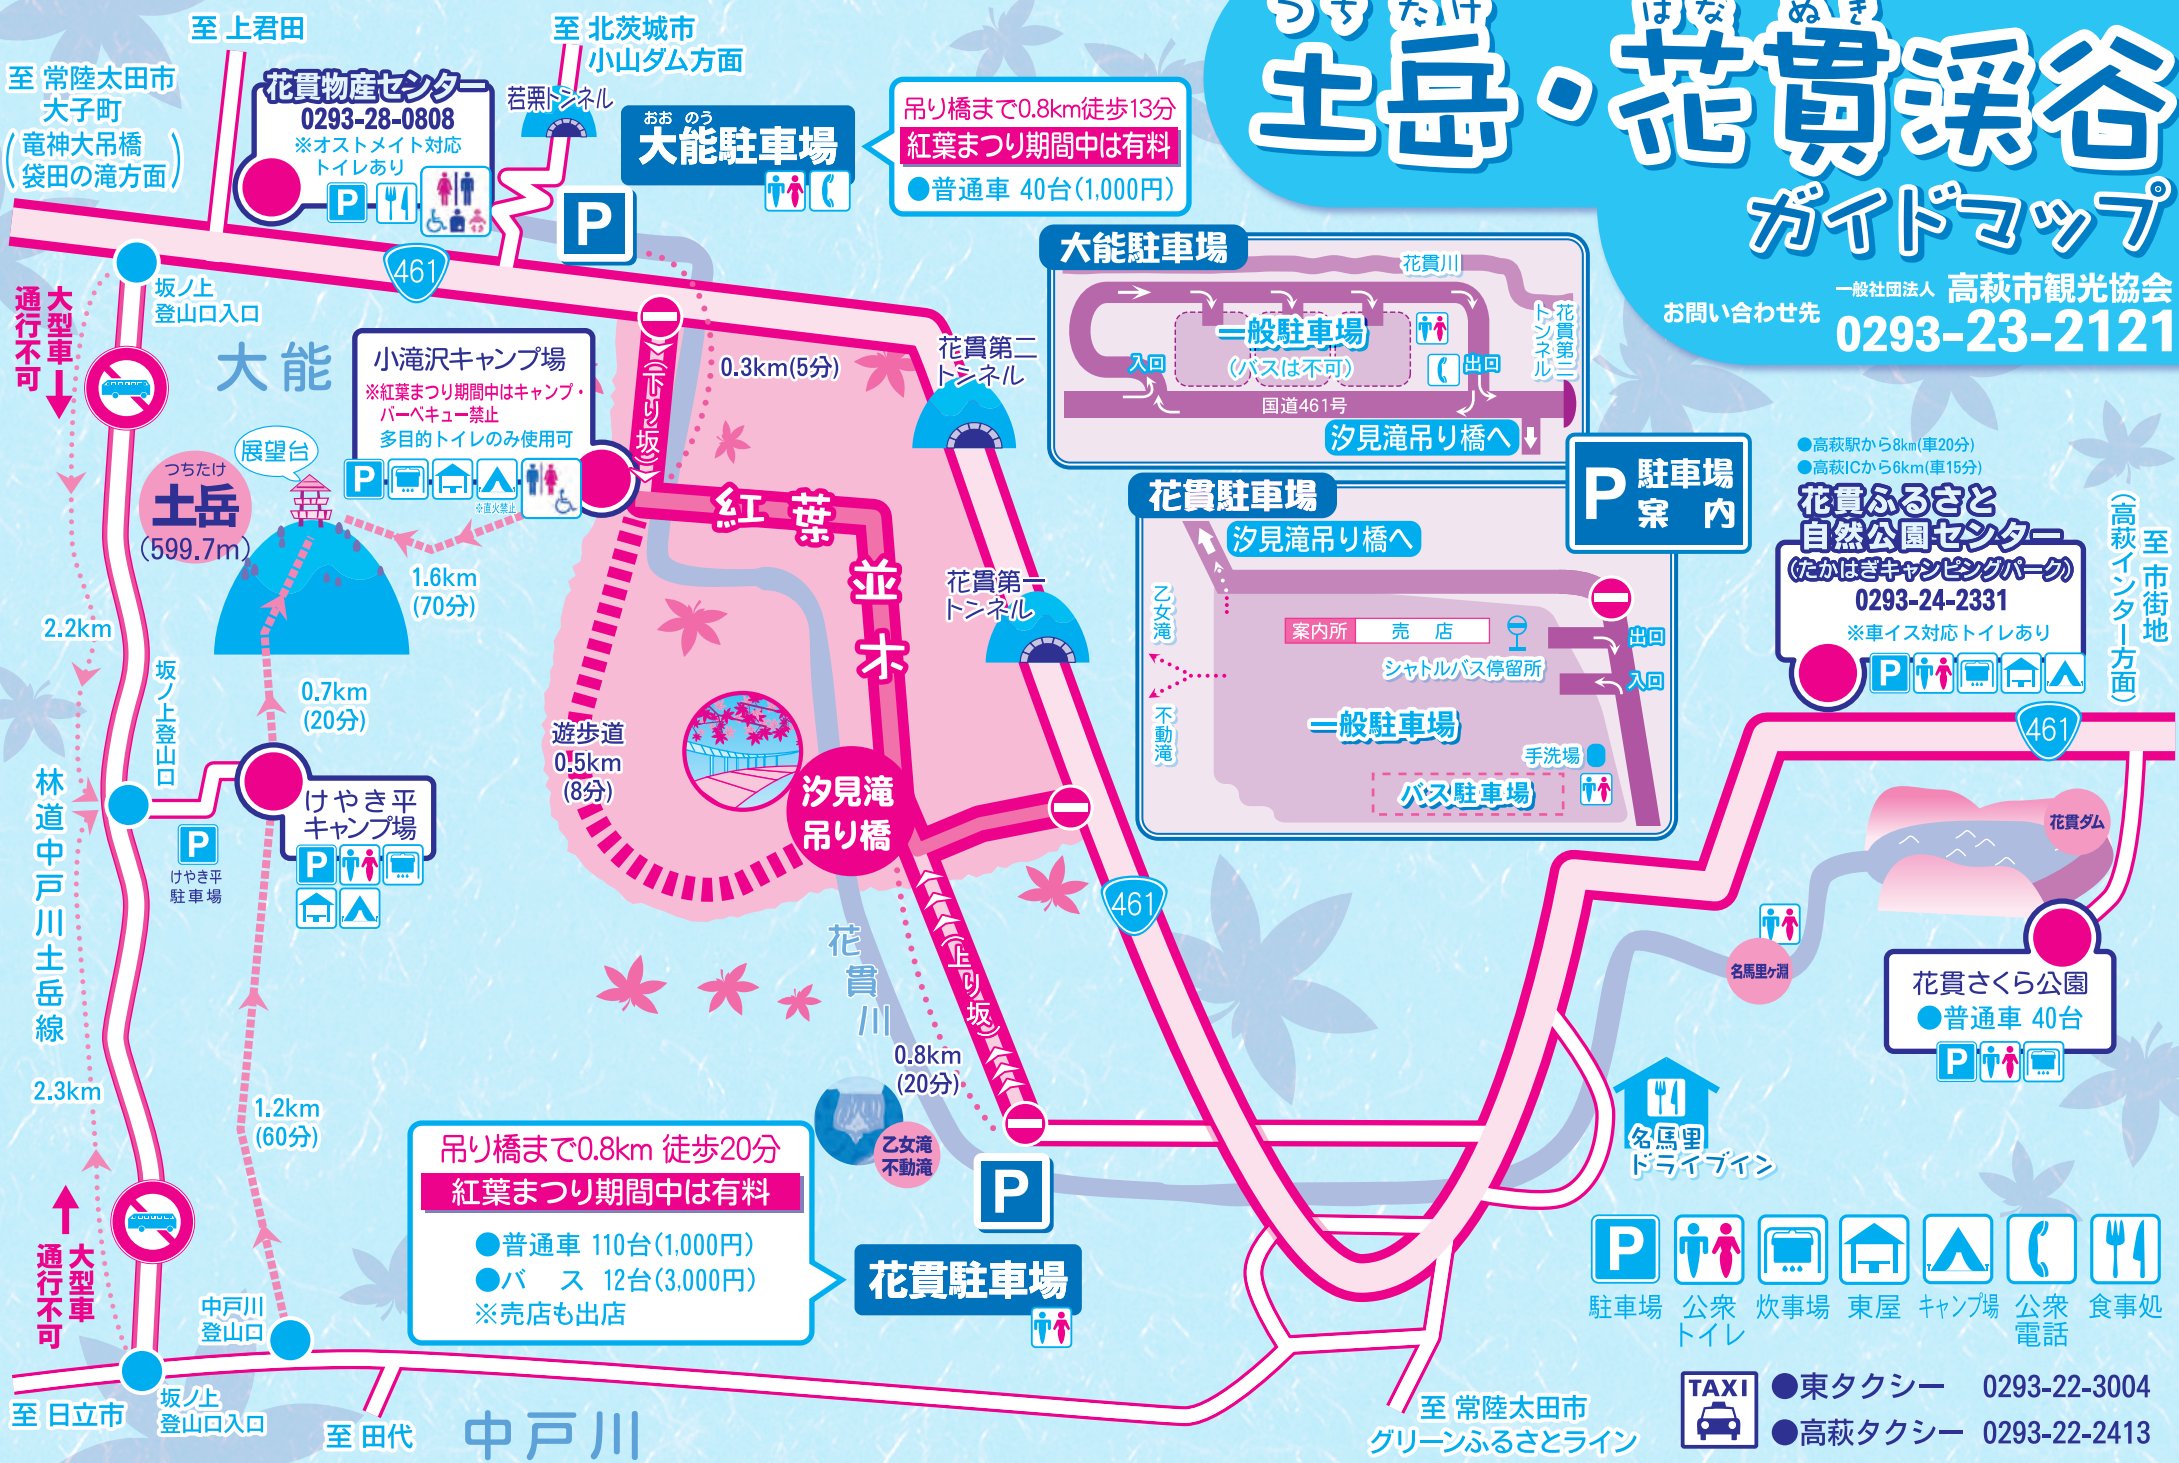 つちたけ はなぬき
土岳・花貫渓谷
ガイドマップ
お問い合わせ先
一般社団法人 高萩市観光協会
0293-23-2121
至 上君田
至 北茨城市
小山ダム方面
至 常陸太田市
大子町
(竜神大吊橋
袋田の滝方面)
花貫物産センター
0293-28-0808
※オストメイト対応
トイレあり
P
若栗トンネル
おお のう
大能駐車場
吊り橋まで0.8km徒歩13分
紅葉まつり期間中は有料
●普通車 40台(1,000円)
P
461
坂ノ上
登山口入口
大型車
通行不可
大能
小滝沢キャンプ場
※紅葉まつり期間中はキャンプ・
バーベキュー禁止
多目的トイレのみ使用可
P
※直火禁止
(下り坂)
0.3km(5分)
花貫第二
トンネル
大能駐車場
花貫川
一般駐車場
(バスは不可)
入口
出口
花貫第二
トンネル
国道461号
汐見滝吊り橋へ
P 駐車場
案 内
花貫駐車場
汐見滝吊り橋へ
乙女滝
不動滝
案内所
売 店
シャトルバス停留所
出口
入口
一般駐車場
手洗場
バス駐車場
●高萩駅から8km(車20分)
●高萩ICから6km(車15分)
花貫ふるさと
自然公園センター
(たかはぎキャンピングパーク)
0293-24-2331
※車イス対応トイレあり
P
至 市街地
(高萩インター方面)
461
展望台
つちたけ
土岳
(599.7m)
1.6km
(70分)
紅葉並木
花貫第一
トンネル
2.2km
坂ノ上登山口
0.7km
(20分)
遊歩道
0.5km
(8分)
汐見滝
吊り橋
林道中戸川土岳線
P
けやき平
駐車場
けやき平
キャンプ場
P
461
花貫ダム
花貫川
(上り坂)
名馬里ヶ淵
花貫さくら公園
●普通車 40台
P
2.3km
1.2km
(60分)
0.8km
(20分)
乙女滝
不動滝
吊り橋まで0.8km 徒歩20分
紅葉まつり期間中は有料
●普通車 110台(1,000円)
●バ ス 12台(3,000円)
※売店も出店
P
花貫駐車場
名馬里
ドライブイン
大型車
通行不可
中戸川
登山口
坂ノ上
登山口入口
至 日立市
至 田代
中戸川
至 常陸太田市
グリーンふるさとライン
P
駐車場
公衆
トイレ
炊事場
東屋
キャンプ場
公衆
電話
食事処
TAXI
●東タクシー 0293-22-3004
●高萩タクシー 0293-22-2413